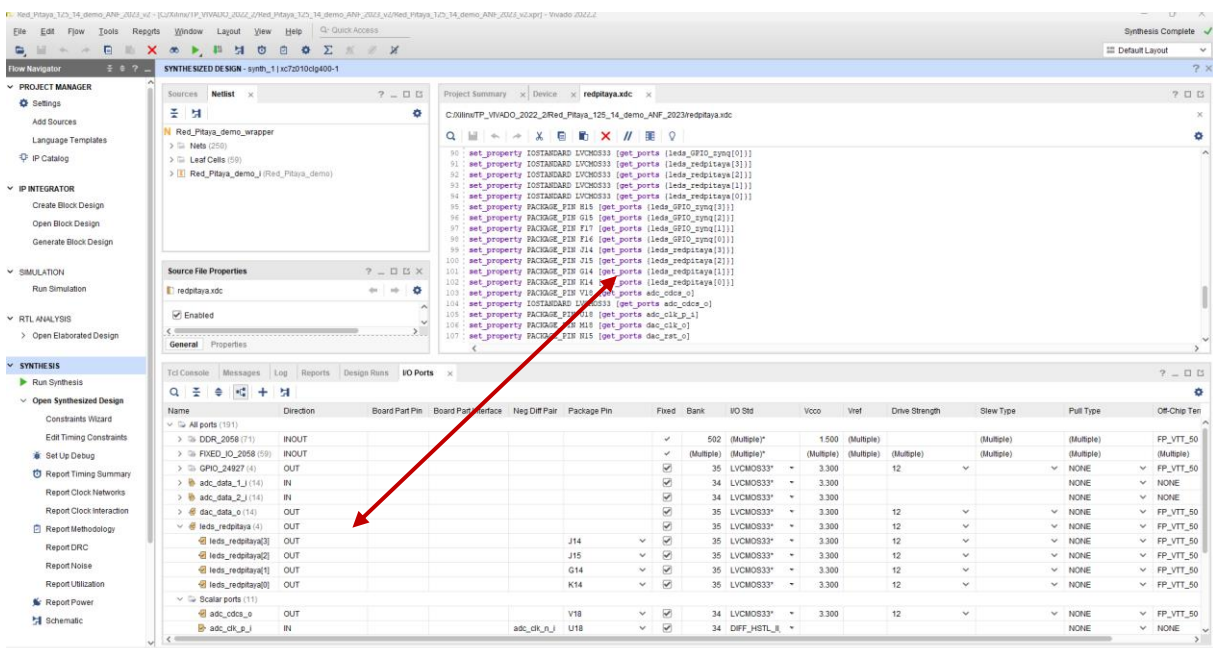 Red_Pitaya_125_14_demo_ANF_2023_v2 - [C:/Xilinx/TP_VIVADO_2022_2/Red_Pitaya_125_14_demo_ANF_2023_v2/Red_Pitaya_125_14_demo_ANF_2023_v2.xpr] - Vivado 2022.2
File Edit Flow Tools Reports Window Layout View Help Quick Access Synthesis Complete
Default Layout
Flow Navigator
SYNTHESIZED DESIGN - synth_1 | xc7z010clg400-1
PROJECT MANAGER
Settings
Add Sources
Language Templates
IP Catalog
IP INTEGRATOR
Create Block Design
Open Block Design
Generate Block Design
SIMULATION
Run Simulation
RTL ANALYSIS
Open Elaborated Design
SYNTHESIS
Run Synthesis
Open Synthesized Design
Constraints Wizard
Edit Timing Constraints
Set Up Debug
Report Timing Summary
Report Clock Networks
Report Clock Interaction
Report Methodology
Report DRC
Report Noise
Report Utilization
Report Power
Schematic
Sources Netlist
Red_Pitaya_demo_wrapper
Nets (259)
Leaf Cells (59)
Red_Pitaya_demo_i (Red_Pitaya_demo)
Source File Properties
redpitaya.xdc
Enabled
General Properties
Project Summary Device redpitaya.xdc
C:/Xilinx/TP_VIVADO_2022_2/Red_Pitaya_125_14_demo_ANF_2023/redpitaya.xdc
90 set_property IOSTANDARD LVCMOS33 [get_ports {leds_GPIO_zynq[0]}]
91 set_property IOSTANDARD LVCMOS33 [get_ports {leds_redpitaya[3]}]
92 set_property IOSTANDARD LVCMOS33 [get_ports {leds_redpitaya[2]}]
93 set_property IOSTANDARD LVCMOS33 [get_ports {leds_redpitaya[1]}]
94 set_property IOSTANDARD LVCMOS33 [get_ports {leds_redpitaya[0]}]
95 set_property PACKAGE_PIN H15 [get_ports {leds_GPIO_zynq[3]}]
96 set_property PACKAGE_PIN G15 [get_ports {leds_GPIO_zynq[2]}]
97 set_property PACKAGE_PIN F17 [get_ports {leds_GPIO_zynq[1]}]
98 set_property PACKAGE_PIN F16 [get_ports {leds_GPIO_zynq[0]}]
99 set_property PACKAGE_PIN J14 [get_ports {leds_redpitaya[3]}]
100 set_property PACKAGE_PIN J15 [get_ports {leds_redpitaya[2]}]
101 set_property PACKAGE_PIN G14 [get_ports {leds_redpitaya[1]}]
102 set_property PACKAGE_PIN K14 [get_ports {leds_redpitaya[0]}]
103 set_property PACKAGE_PIN V18 [get_ports adc_cdcs_o]
104 set_property IOSTANDARD LVCMOS33 [get_ports adc_cdcs_o]
105 set_property PACKAGE_PIN U18 [get_ports adc_clk_p_i]
106 set_property PACKAGE_PIN M18 [get_ports dac_clk_o]
107 set_property PACKAGE_PIN N15 [get_ports dac_rst_o]
Tcl Console Messages Log Reports Design Runs I/O Ports
Name Direction Board Part Pin Board Part Interface Neg Diff Pair Package Pin Fixed Bank I/O Std Vcco Vref Drive Strength Slew Type Pull Type Off-Chip Ter
All ports (191)
DDR_2058 (71) INOUT 502 (Multiple)* 1.500 (Multiple) (Multiple) (Multiple) FP_VTT_50
FIXED_IO_2058 (59) INOUT (Multiple) (Multiple)* (Multiple) (Multiple) (Multiple) (Multiple) (Multiple) (Multiple)
GPIO_24927 (4) OUT 35 LVCMOS33* 3.300 12 NONE FP_VTT_50
adc_data_1_i (14) IN 34 LVCMOS33* 3.300 NONE NONE
adc_data_2_i (14) IN 34 LVCMOS33* 3.300 NONE NONE
dac_data_o (14) OUT 35 LVCMOS33* 3.300 12 NONE FP_VTT_50
leds_redpitaya (4) OUT 35 LVCMOS33* 3.300 12 NONE FP_VTT_50
leds_redpitaya[3] OUT J14 35 LVCMOS33* 3.300 12 NONE FP_VTT_50
leds_redpitaya[2] OUT J15 35 LVCMOS33* 3.300 12 NONE FP_VTT_50
leds_redpitaya[1] OUT G14 35 LVCMOS33* 3.300 12 NONE FP_VTT_50
leds_redpitaya[0] OUT K14 35 LVCMOS33* 3.300 12 NONE FP_VTT_50
Scalar ports (11)
adc_cdcs_o OUT V18 34 LVCMOS33* 3.300 12 NONE FP_VTT_50
adc_clk_p_i IN adc_clk_n_i U18 34 DIFF_HSTL_II_ NONE NONE